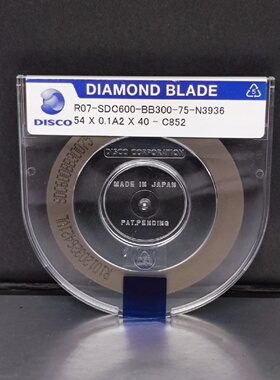 DIAMOND BLADE
DISCO
R07-SDC600-BB300-75-N3936
54 X 0.1A2 X 40 - C852
DISCO CORPORATION
MADE IN JAPAN
PAT.PENDING